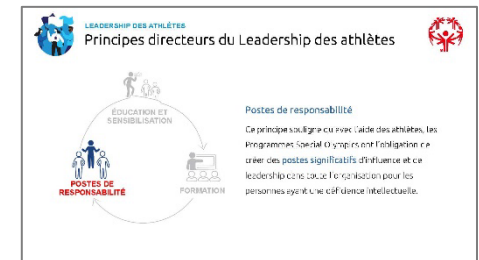 LEADERSHIP DES ATHLÈTES
Principes directeurs du Leadership des athlètes
ÉDUCATION ET
SENSIBILISATION
POSTES DE
RESPONSABILITÉ
FORMATION
Postes de responsabilité
Ce principe souligne qu'avec l'aide des athlètes, les
Programmes Special Olympics ont l'obligation de
créer des postes significatifs d'influence et de
leadership dans toute l'organisation pour les
personnes ayant une déficience intellectuelle.